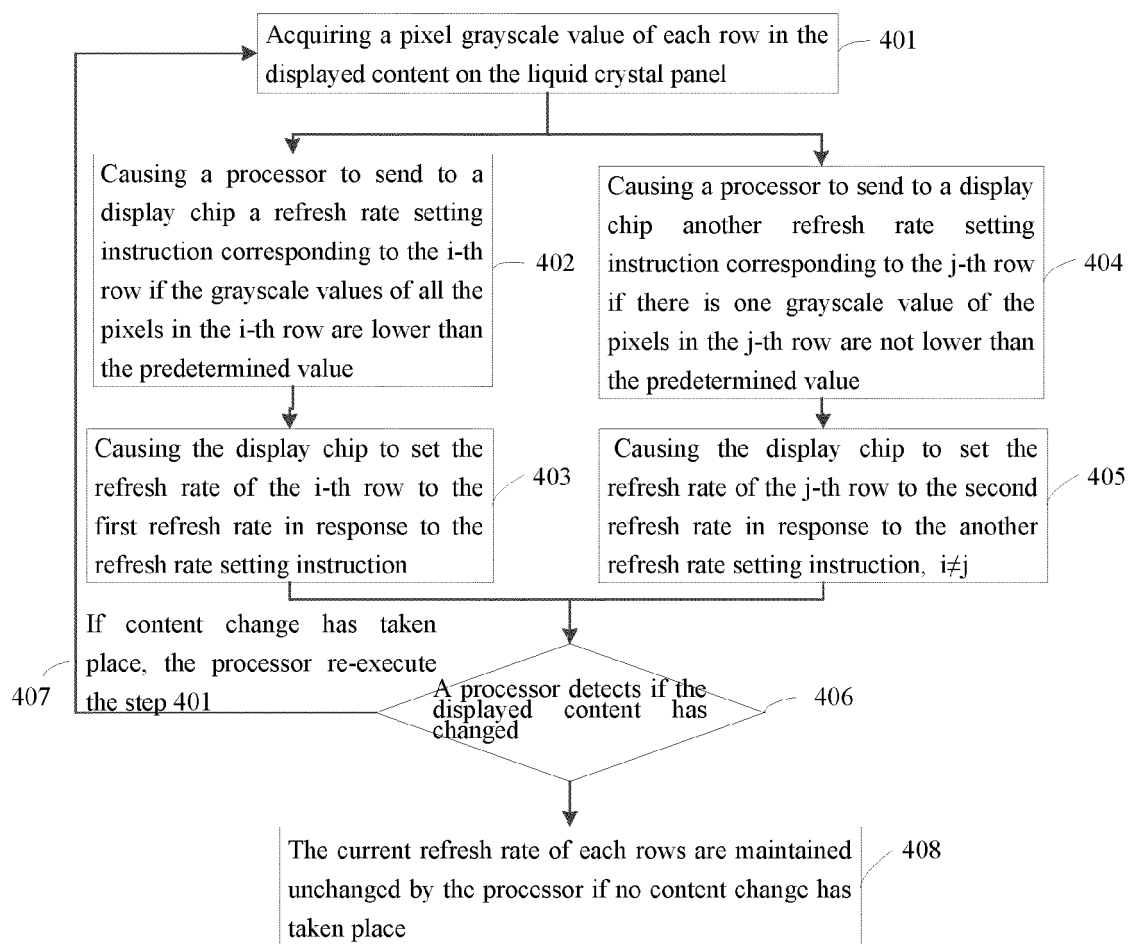 Acquiring a pixel grayscale value of each row in the
displayed content on the liquid crystal panel
401
Causing a processor to send to a
display chip a refresh rate setting
instruction corresponding to the i-th
row if the grayscale values of all the
pixels in the i-th row are lower than
the predetermined value
402
Causing a processor to send to a display
chip another refresh rate setting
instruction corresponding to the j-th row
if there is one grayscale value of the
pixels in the j-th row are not lower than
the predetermined value
404
Causing the display chip to set the
refresh rate of the i-th row to the
first refresh rate in response to the
refresh rate setting instruction
403
Causing the display chip to set the
refresh rate of the j-th row to the second
refresh rate in response to the another
refresh rate setting instruction, i≠j
405
If content change has taken
place, the processor re-execute
the step 401
407
A processor detects if the
displayed content has
changed
406
The current refresh rate of each rows are maintained
unchanged by the processor if no content change has
taken place
408